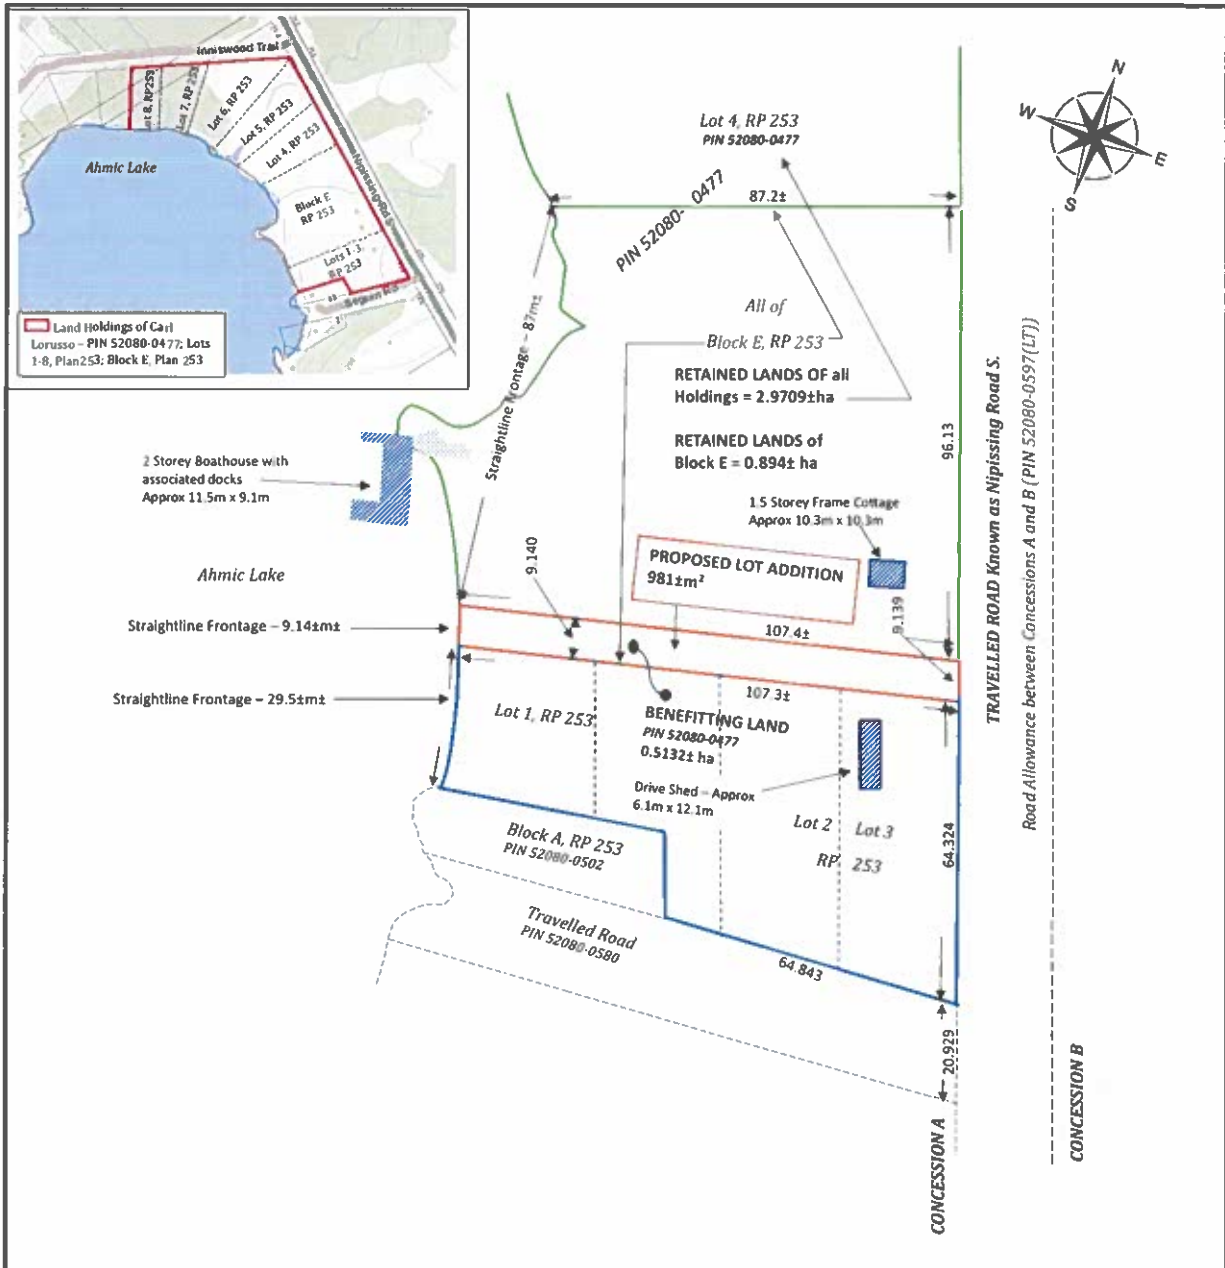 Inniswood Trail
Lot 8, RP253
Lot 7, RP 253
Lot 6, RP 253
Lot 5, RP 253
Lot 4, RP 253
Nipissing Rd S
Ahmic Lake
Block E
RP 253
Lots 1-3
RP 253
Land Holdings of Carl
Lorusso – PIN 52080-0477; Lots
1-8, Plan253; Block E, Plan 253
N
W
E
S
Lot 4, RP 253
PIN 52080-0477
87.2±
PIN 52080- 0477
Straightline Frontage – 87m±
All of
Block E, RP 253
RETAINED LANDS OF all
Holdings = 2.9709±ha
RETAINED LANDS of
Block E = 0.894± ha
96.13
TRAVELLED ROAD Known as Nipissing Road S.
Road Allowance between Concessions A and B (PIN 52080-0597(LT))
2 Storey Boathouse with
associated docks
Approx 11.5m x 9.1m
1.5 Storey Frame Cottage
Approx 10.3m x 10.3m
Ahmic Lake
9.140
PROPOSED LOT ADDITION
981±m²
9.139
Straightline Frontage – 9.14±m±
107.4±
Straightline Frontage – 29.5±m±
107.3±
Lot 1, RP 253
BENEFITTING LAND
PIN 52080-0477
0.5132± ha
Drive Shed – Approx
6.1m x 12.1m
Lot 2
Lot 3
RP 253
64.324
Block A, RP 253
PIN 52080-0502
Travelled Road
PIN 52080-0580
64.843
20.929
CONCESSION A
CONCESSION B